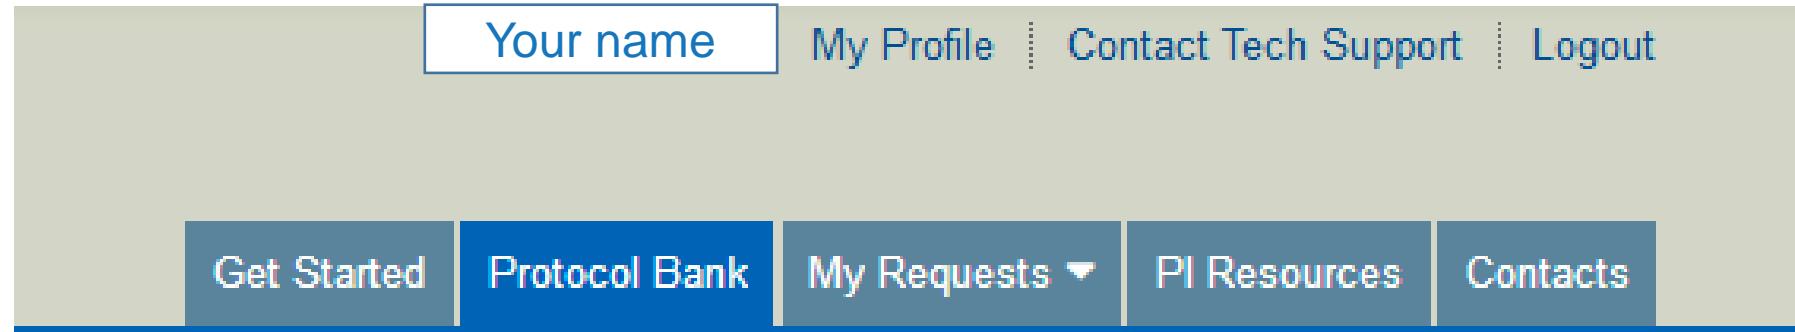 Your name My Profile Contact Tech Support Logout
Get Started Protocol Bank My Requests PI Resources Contacts